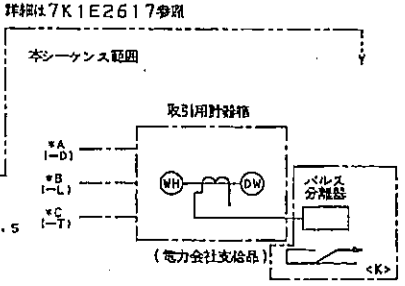 詳細は7K1E2617参照
本シーケンス範囲
Y
取引用計器箱
*A
(-D)
*B
(-L)
*C
(-T)
.5
WH
DW
パルス
分離器
(電力会社支給品)
<K>